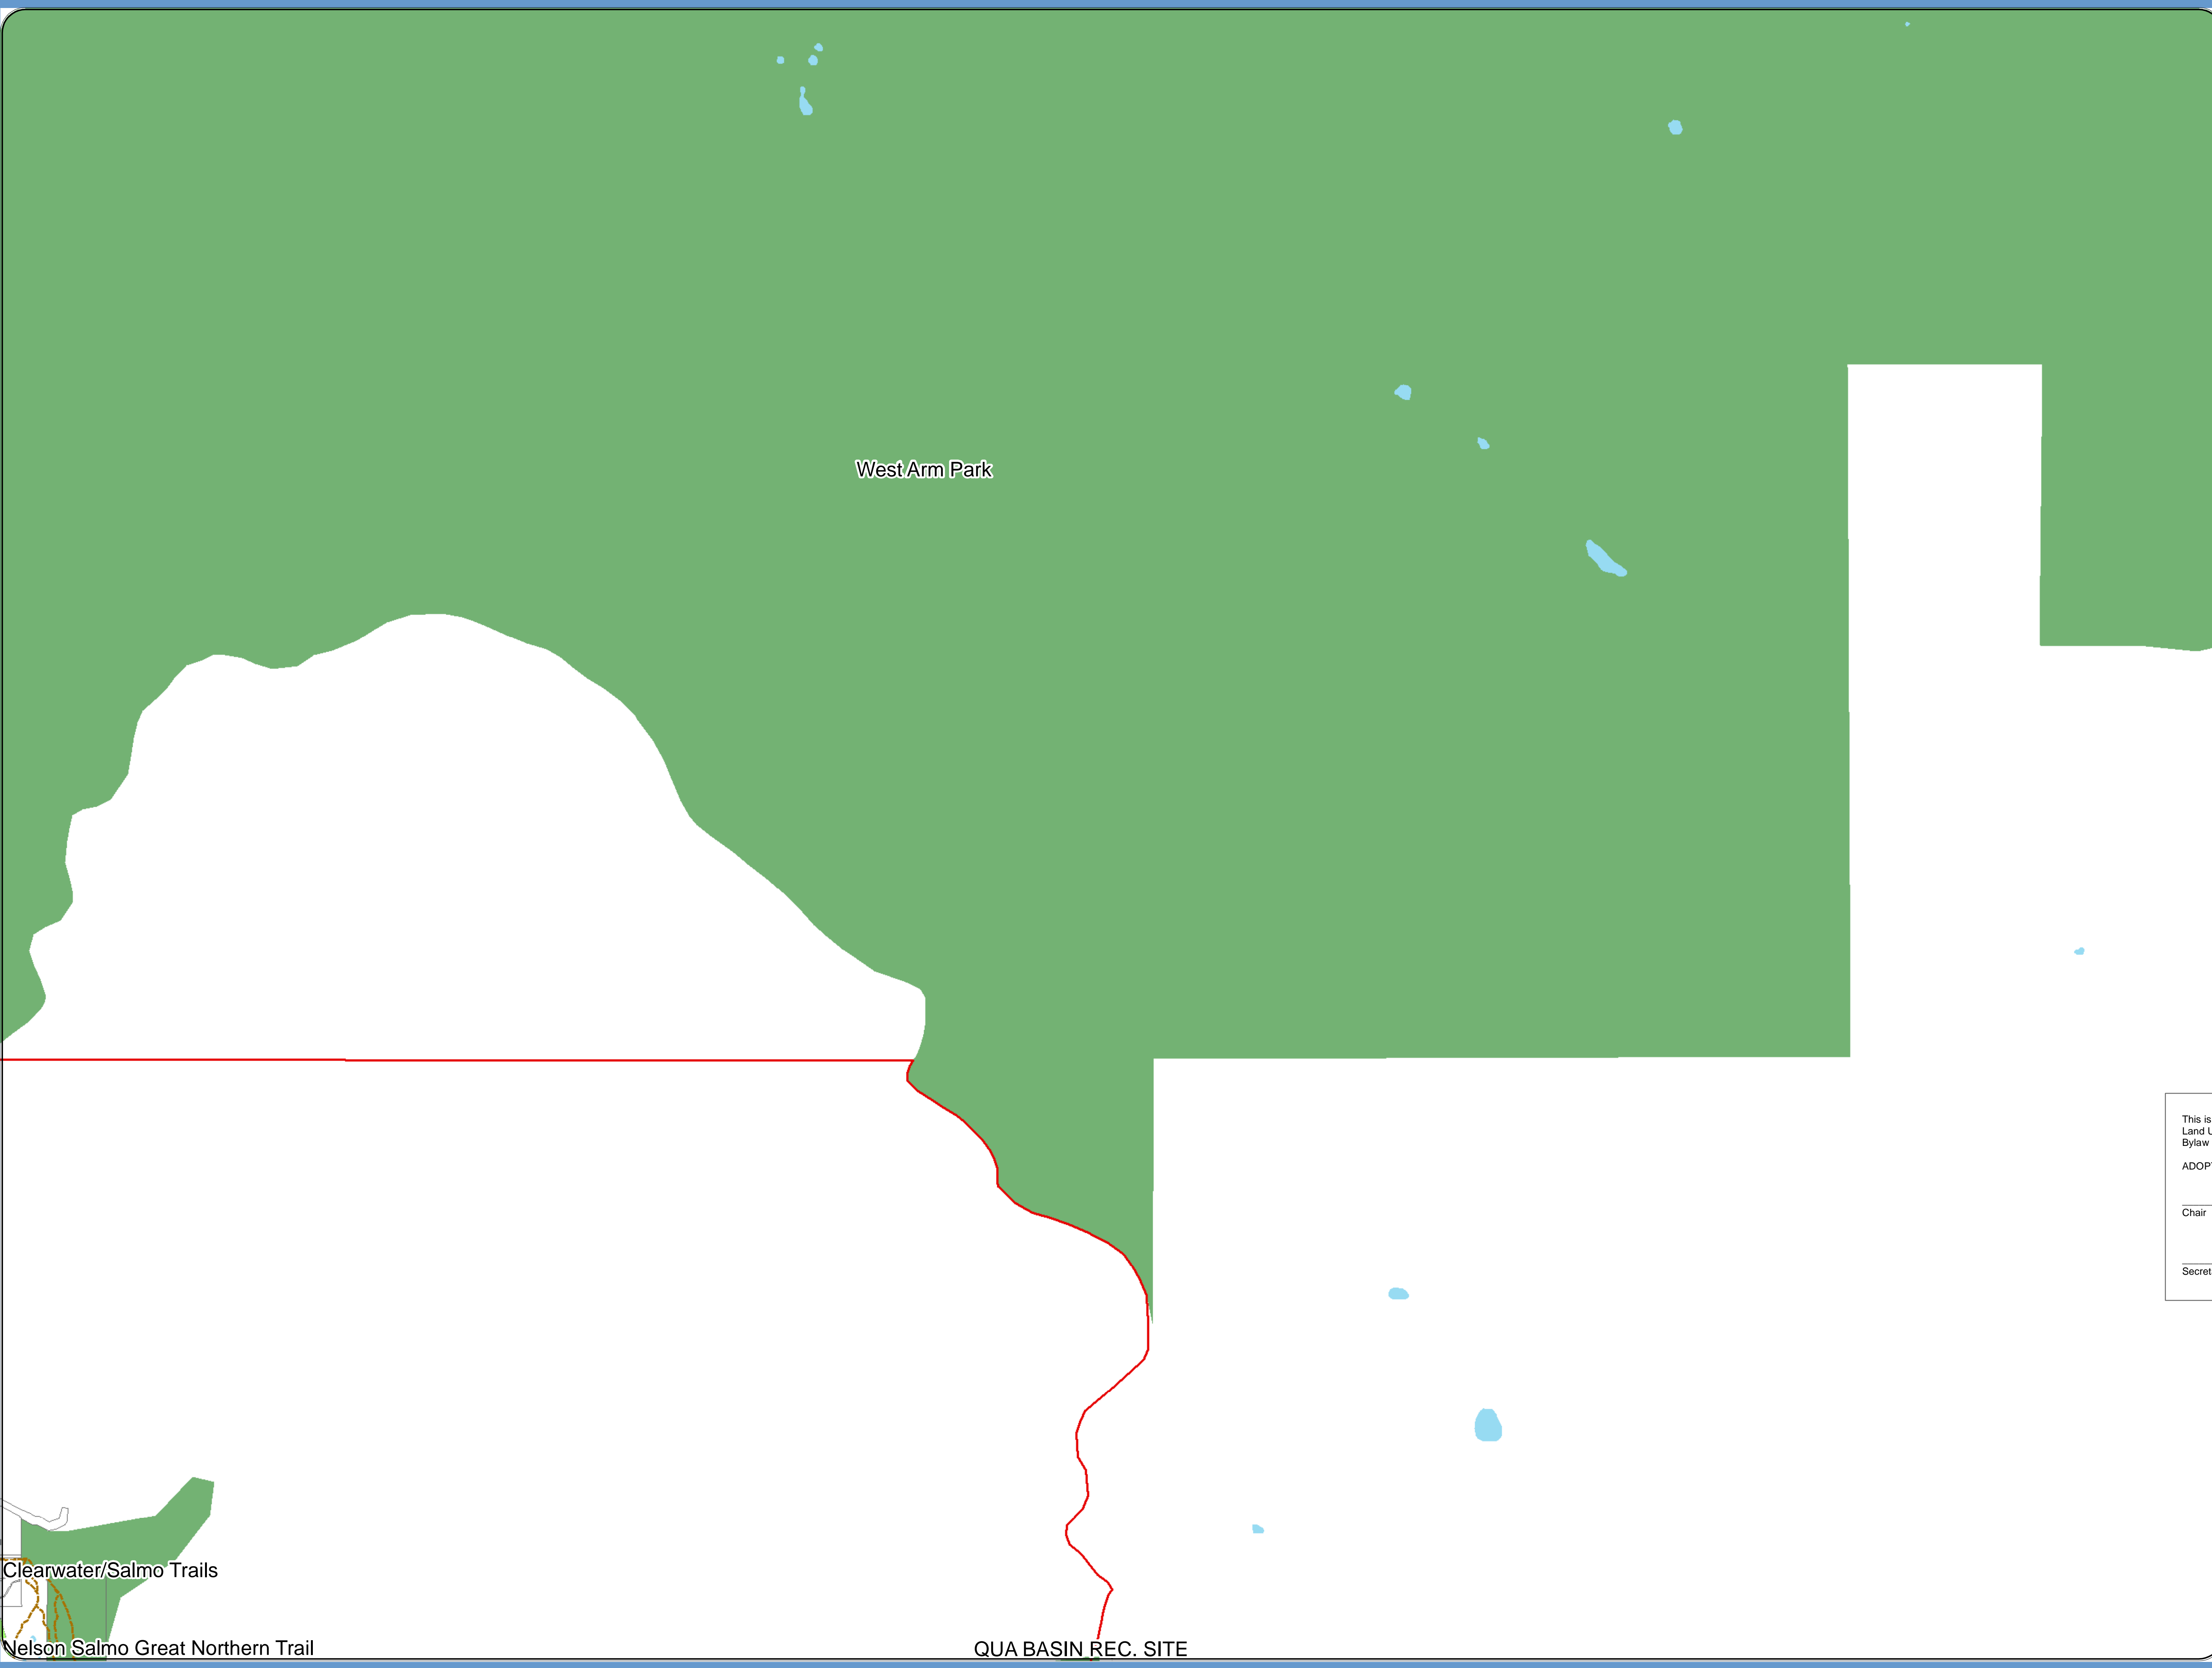 West Arm Park
This is
Land U
Bylaw
ADOP
Chair
Secret
Clearwater/Salmo Trails
Nelson Salmo Great Northern Trail
QUA BASIN REC. SITE